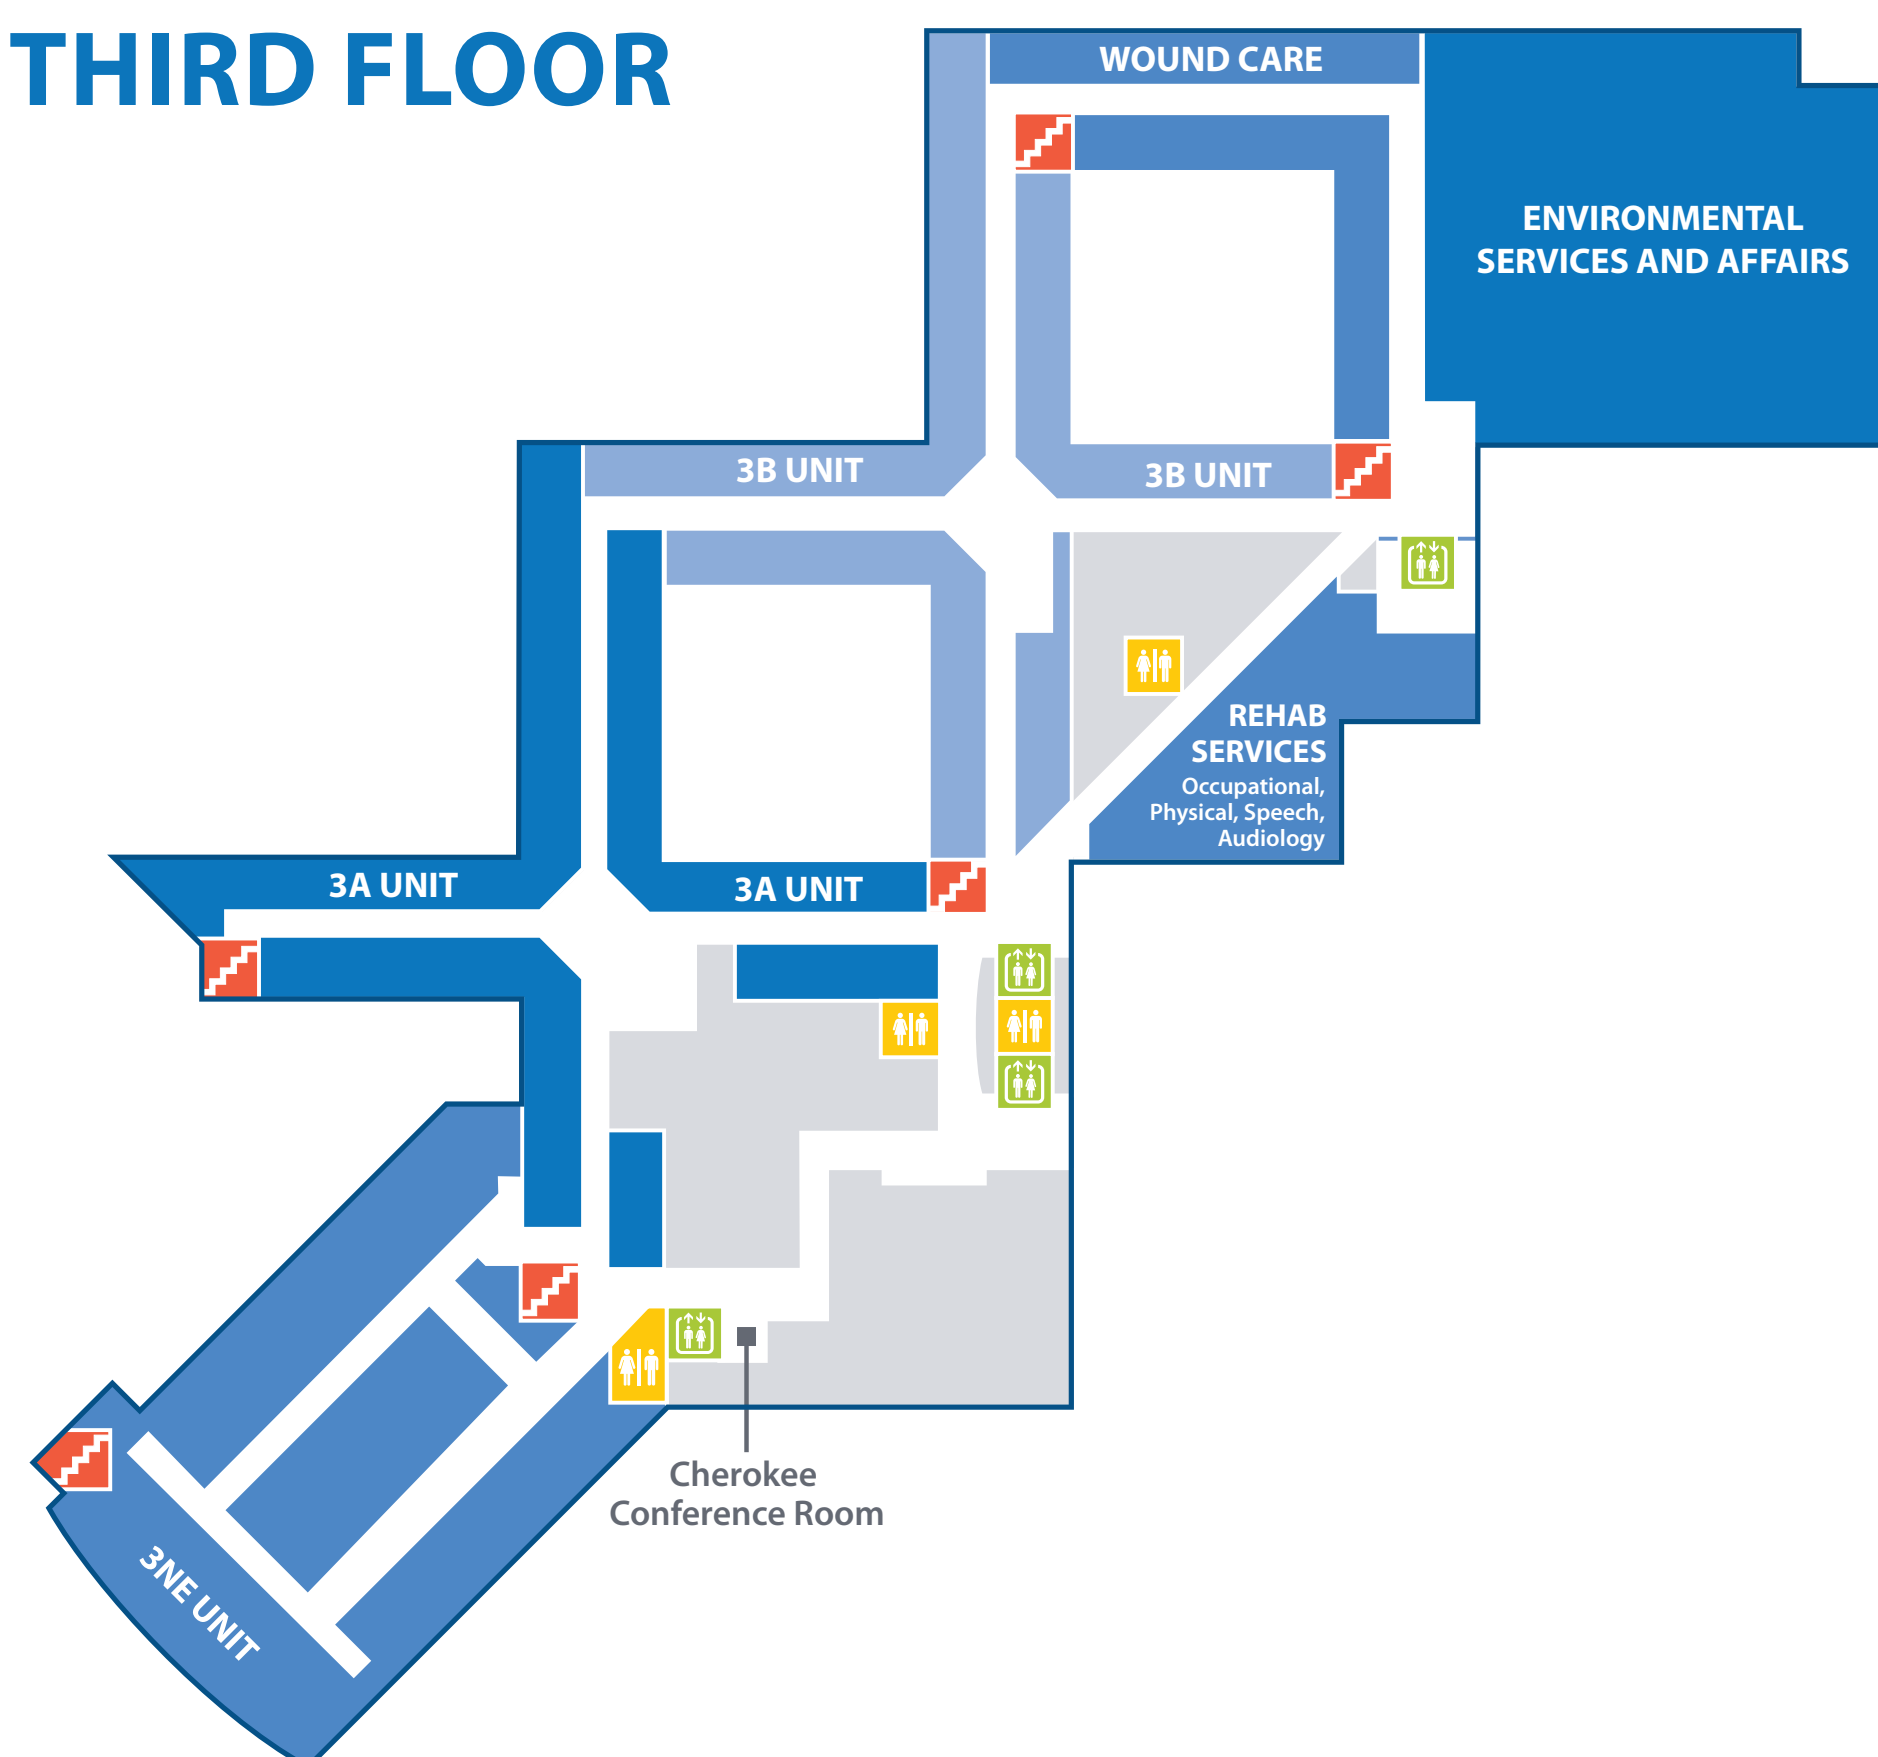 THIRD FLOOR
WOUND CARE
ENVIRONMENTAL
SERVICES AND AFFAIRS
3B UNIT
3B UNIT
REHAB
SERVICES
Occupational,
Physical, Speech,
Audiology
3A UNIT
3A UNIT
Cherokee
Conference Room
3NE UNIT